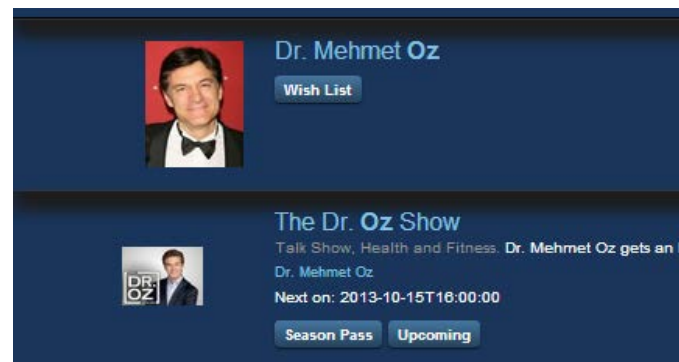 Dr. Mehmet Oz
Wish List
The Dr. Oz Show
Talk Show, Health and Fitness. Dr. Mehmet Oz gets an
DR.
OZ
Dr. Mehmet Oz
Next on: 2013-10-15T16:00:00
Season Pass Upcoming